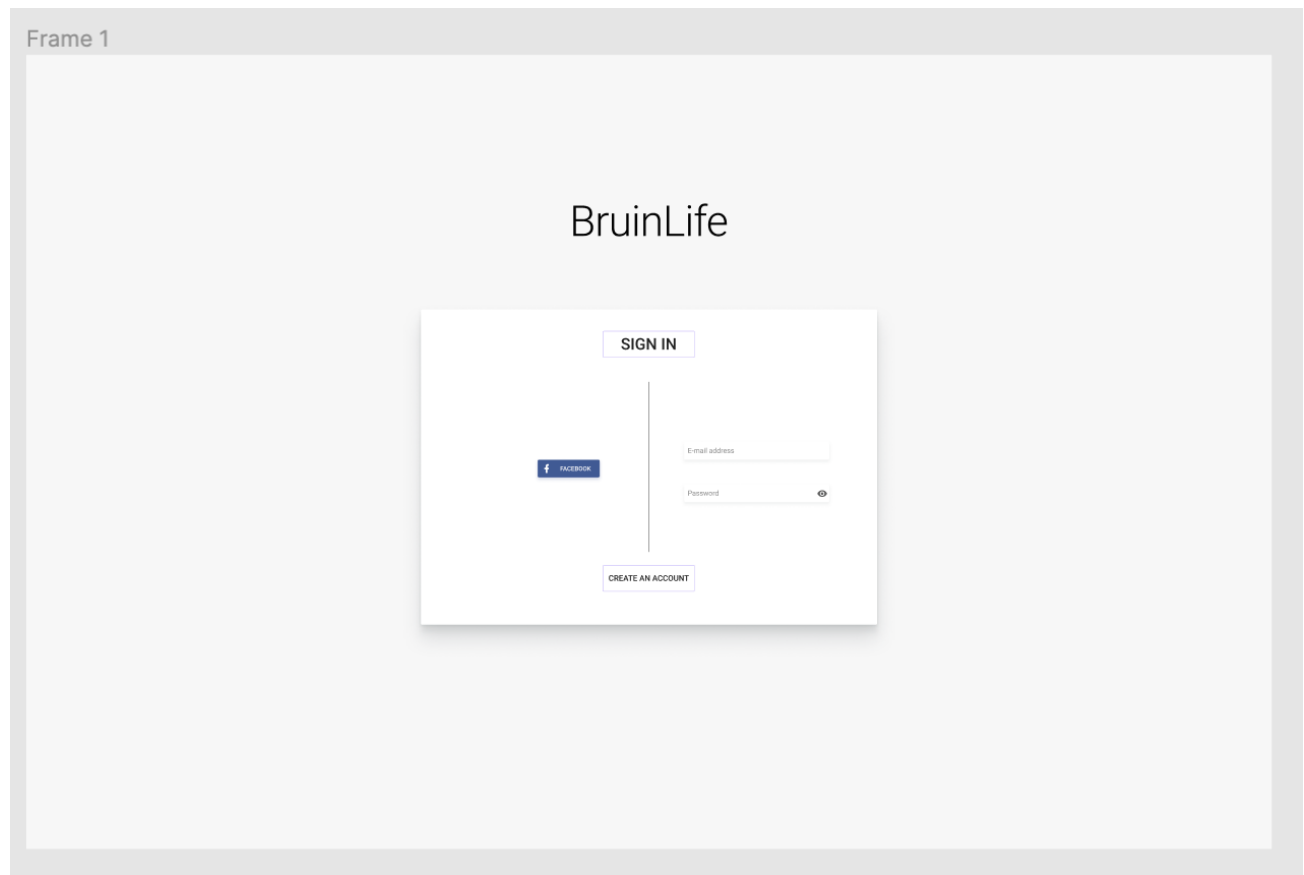 Frame 1
BruinLife
SIGN IN
FACEBOOK
E-mail address
Password
CREATE AN ACCOUNT